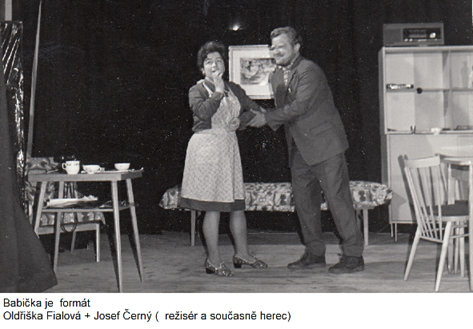 Babička je formát
Oldřiška Fialová + Josef Černý ( režisér a současně herec)